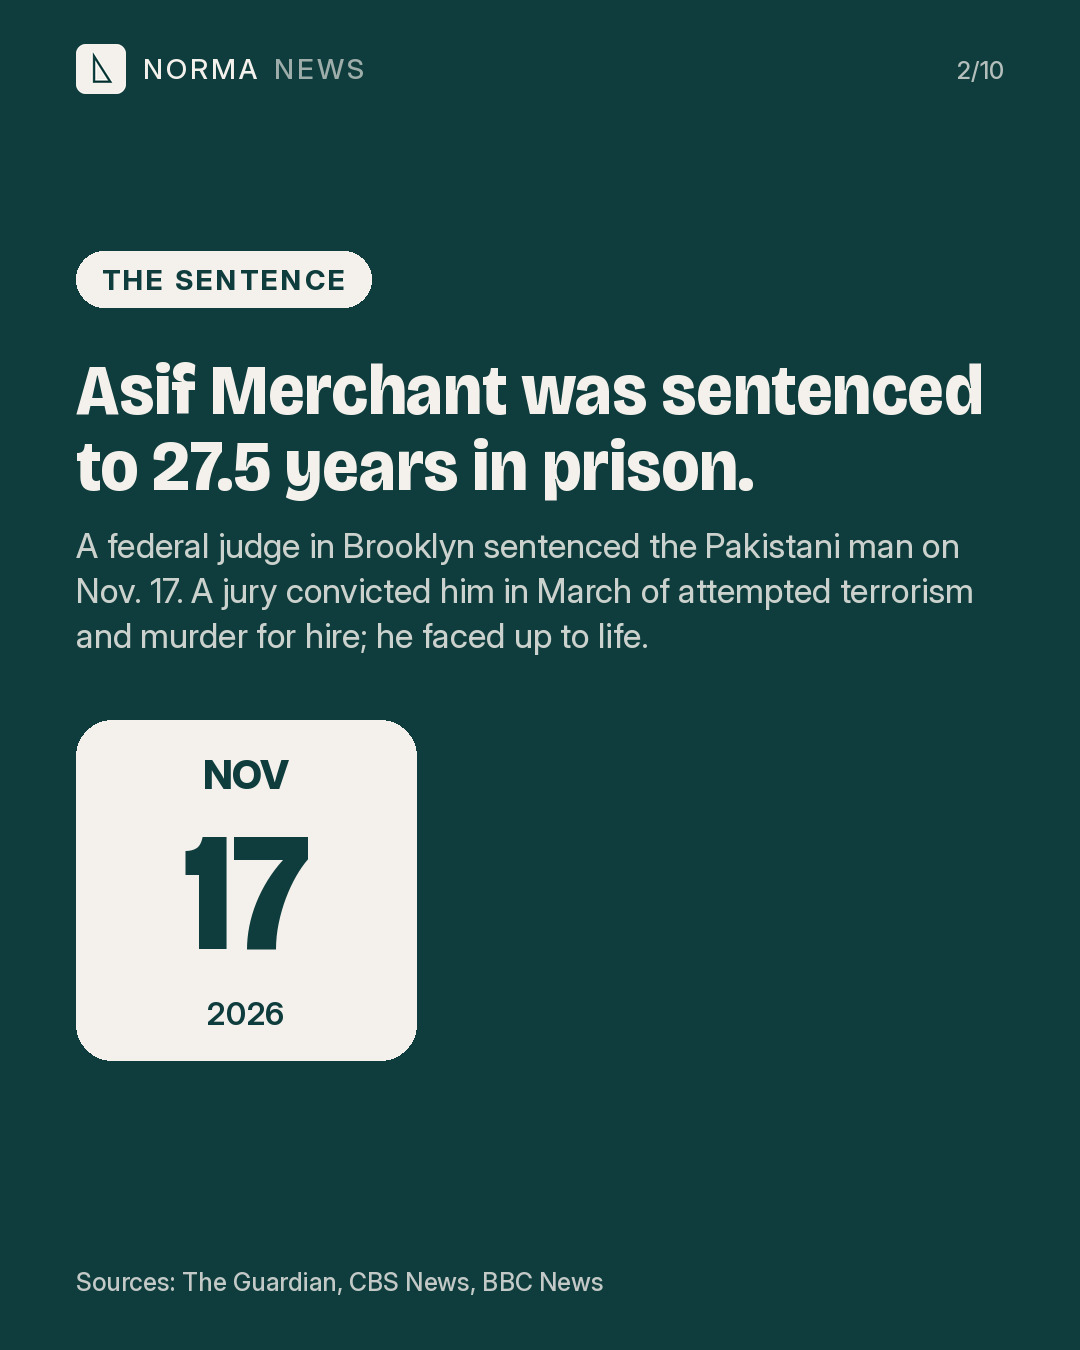 NORMA NEWS
2/10
THE SENTENCE
Asif Merchant was sentenced
to 27.5 years in prison.
A federal judge in Brooklyn sentenced the Pakistani man on
Nov. 17. A jury convicted him in March of attempted terrorism
and murder for hire; he faced up to life.
NOV
17
2026
Sources: The Guardian, CBS News, BBC News